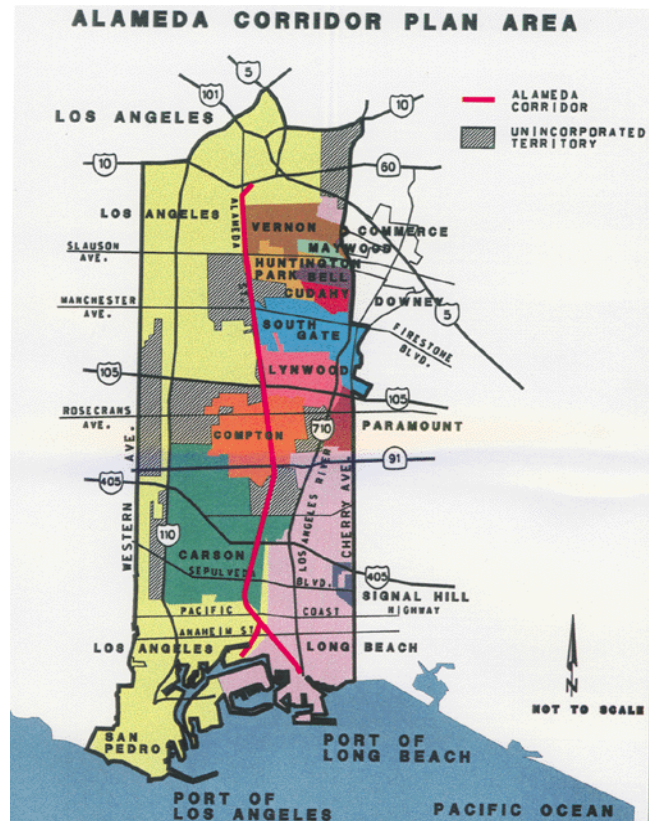 ALAMEDA CORRIDOR PLAN AREA
5
101
LOS ANGELES
10
ALAMEDA
CORRIDOR
UNINCORPORATED
TERRITORY
10
60
LOS ANGELES
ALAMEDA
ST.
VERNON
COMMERCE
MAYWOOD
SLAUSON
AVE.
HUNTINGTON
PARK
BELL
CUDAHY
DOWNEY
MANCHESTER
AVE.
5
SOUTH
GATE
FIRESTONE
BLVD.
LYNWOOD
105
105
ROSECRANS
AVE.
COMPTON
710
PARAMOUNT
91
WESTERN AVE.
405
LOS ANGELES RIVER
CHERRY AVE.
110
CARSON
SEPULVEDA
BLVD.
405
SIGNAL HILL
PACIFIC
COAST
HIGHWAY
ANAHEIM ST.
LOS ANGELES
LONG BEACH
N
NOT TO SCALE
SAN
PEDRO
PORT OF
LONG BEACH
PORT OF
LOS ANGELES
PACIFIC OCEAN